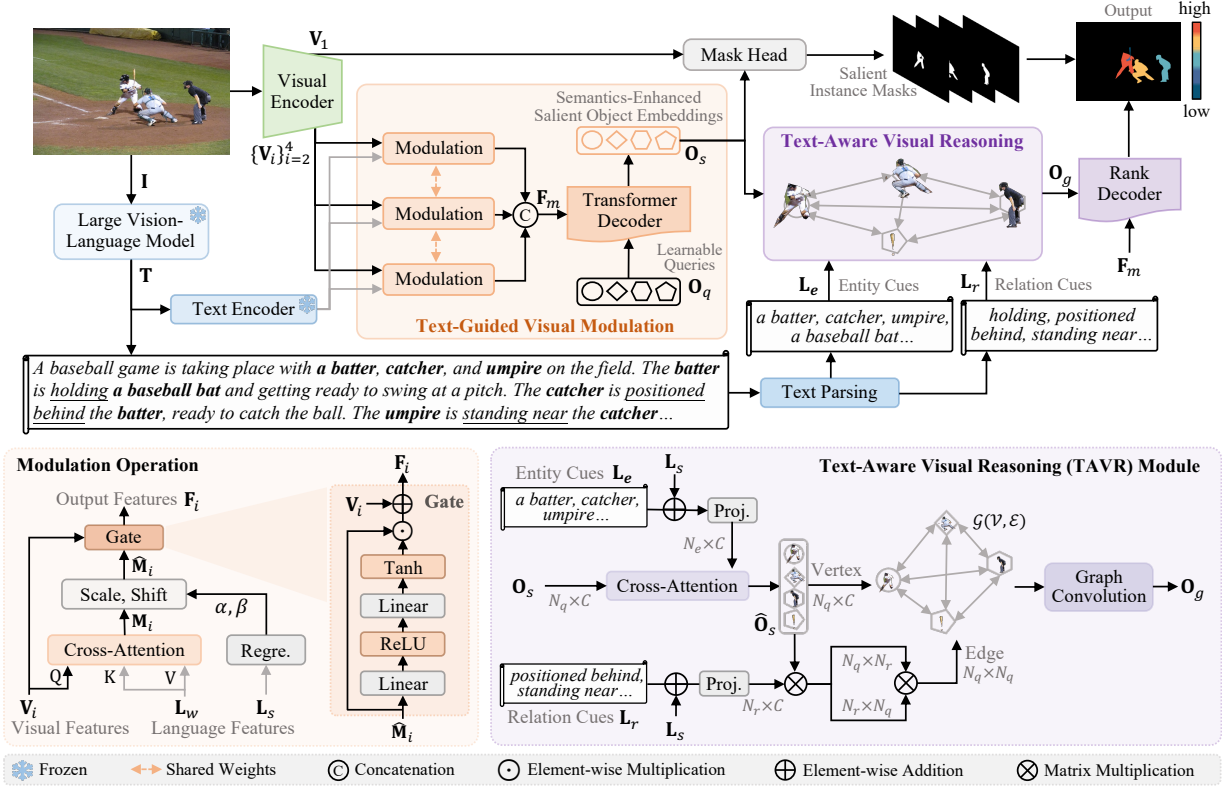 high
Output
low
V₁
Visual
Encoder
Mask Head
Salient
Instance Masks
{Vᵢ}⁴ᵢ₌₂
Semantics-Enhanced
Salient Object Embeddings
Oₛ
Modulation
Modulation
Modulation
C
Fₘ
Transformer
Decoder
Learnable
Queries
O_q
Text-Guided Visual Modulation
Text-Aware Visual Reasoning
O_g
Rank
Decoder
Fₘ
I
Large Vision-
Language Model
T
Text Encoder
Lₑ
Entity Cues
Lᵣ
Relation Cues
a batter, catcher, umpire,
a baseball bat…
holding, positioned
behind, standing near…
A baseball game is taking place with a batter, catcher, and umpire on the field. The batter
is holding a baseball bat and getting ready to swing at a pitch. The catcher is positioned
behind the batter, ready to catch the ball. The umpire is standing near the catcher…
Text Parsing
Modulation Operation
Output Features Fᵢ
Gate
M̂ᵢ
Scale, Shift
α, β
Mᵢ
Cross-Attention
Regre.
Q
K
V
Vᵢ
L_w
Lₛ
Visual Features
Language Features
Fᵢ
Vᵢ
Gate
Tanh
Linear
ReLU
Linear
M̂ᵢ
Text-Aware Visual Reasoning (TAVR) Module
Entity Cues Lₑ
Lₛ
a batter, catcher,
umpire…
Proj.
Nₑ×C
Oₛ
N_q×C
Cross-Attention
Ôₛ
Vertex
N_q×C
𝒢(𝒱, ℰ)
Graph
Convolution
O_g
positioned behind,
standing near…
Relation Cues Lᵣ
Lₛ
Proj.
Nᵣ×C
N_q×Nᵣ
Nᵣ×N_q
Edge
N_q×N_q
Frozen
Shared Weights
C Concatenation
Element-wise Multiplication
Element-wise Addition
Matrix Multiplication